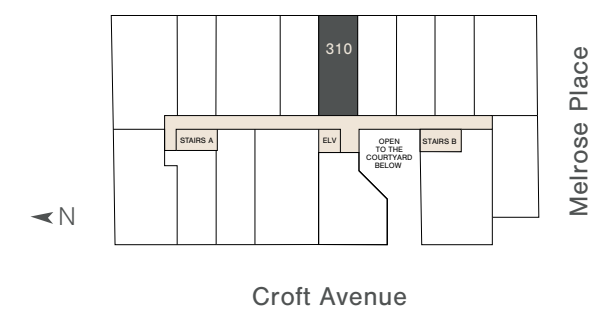 310
STAIRS A
ELV
OPEN
TO THE
COURTYARD
BELOW
STAIRS B
Melrose Place
N
Croft Avenue